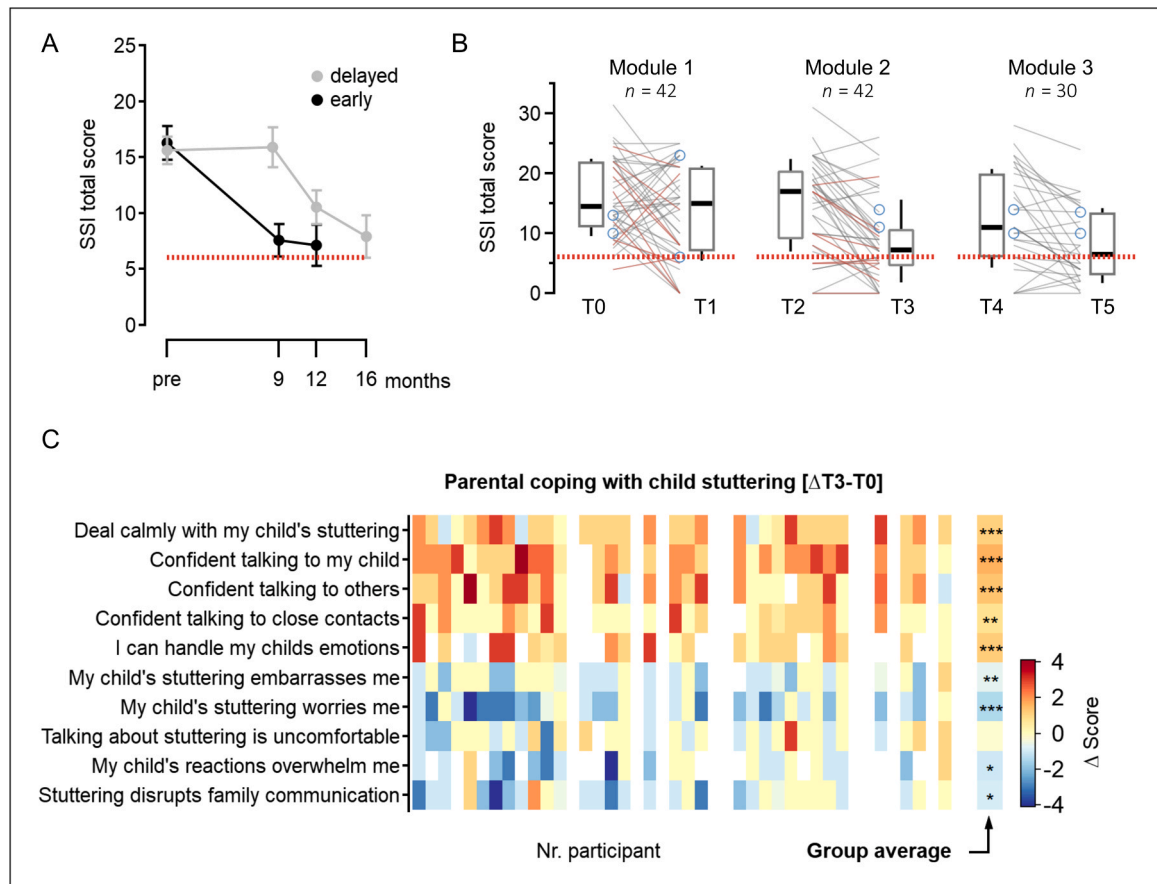 A
25
20
15
10
5
0
SSI total score
delayed
early
pre
9
12
16
months
B
Module 1
n = 42
Module 2
n = 42
Module 3
n = 30
SSI total score
30
20
10
0
T0
T1
T2
T3
T4
T5
C
Parental coping with child stuttering [ΔT3-T0]
Deal calmly with my child's stuttering
***
Confident talking to my child
***
Confident talking to others
***
Confident talking to close contacts
**
I can handle my childs emotions
***
My child's stuttering embarrasses me
**
My child's stuttering worries me
***
Talking about stuttering is uncomfortable
My child's reactions overwhelm me
*
Stuttering disrupts family communication
*
4
2
0
-2
-4
Δ Score
Nr. participant
Group average